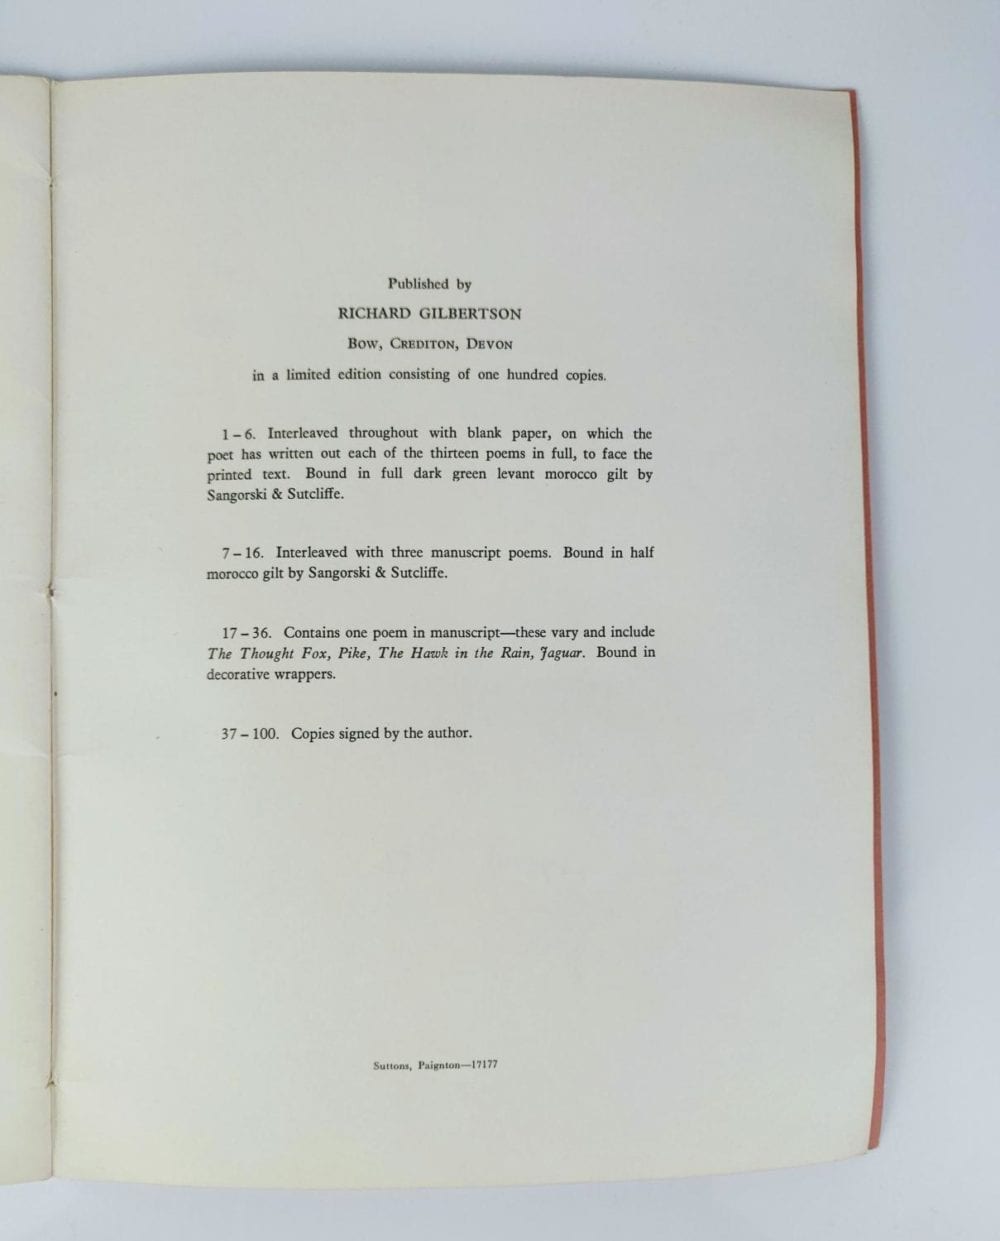 Published by
RICHARD GILBERTSON
BOW, CREDITON, DEVON
in a limited edition consisting of one hundred copies.
1 – 6. Interleaved throughout with blank paper, on which the
poet has written out each of the thirteen poems in full, to face the
printed text. Bound in full dark green levant morocco gilt by
Sangorski & Sutcliffe.
7 – 16. Interleaved with three manuscript poems. Bound in half
morocco gilt by Sangorski & Sutcliffe.
17 – 36. Contains one poem in manuscript—these vary and include
The Thought Fox, Pike, The Hawk in the Rain, Jaguar. Bound in
decorative wrappers.
37 – 100. Copies signed by the author.
Suttons, Paignton—17177